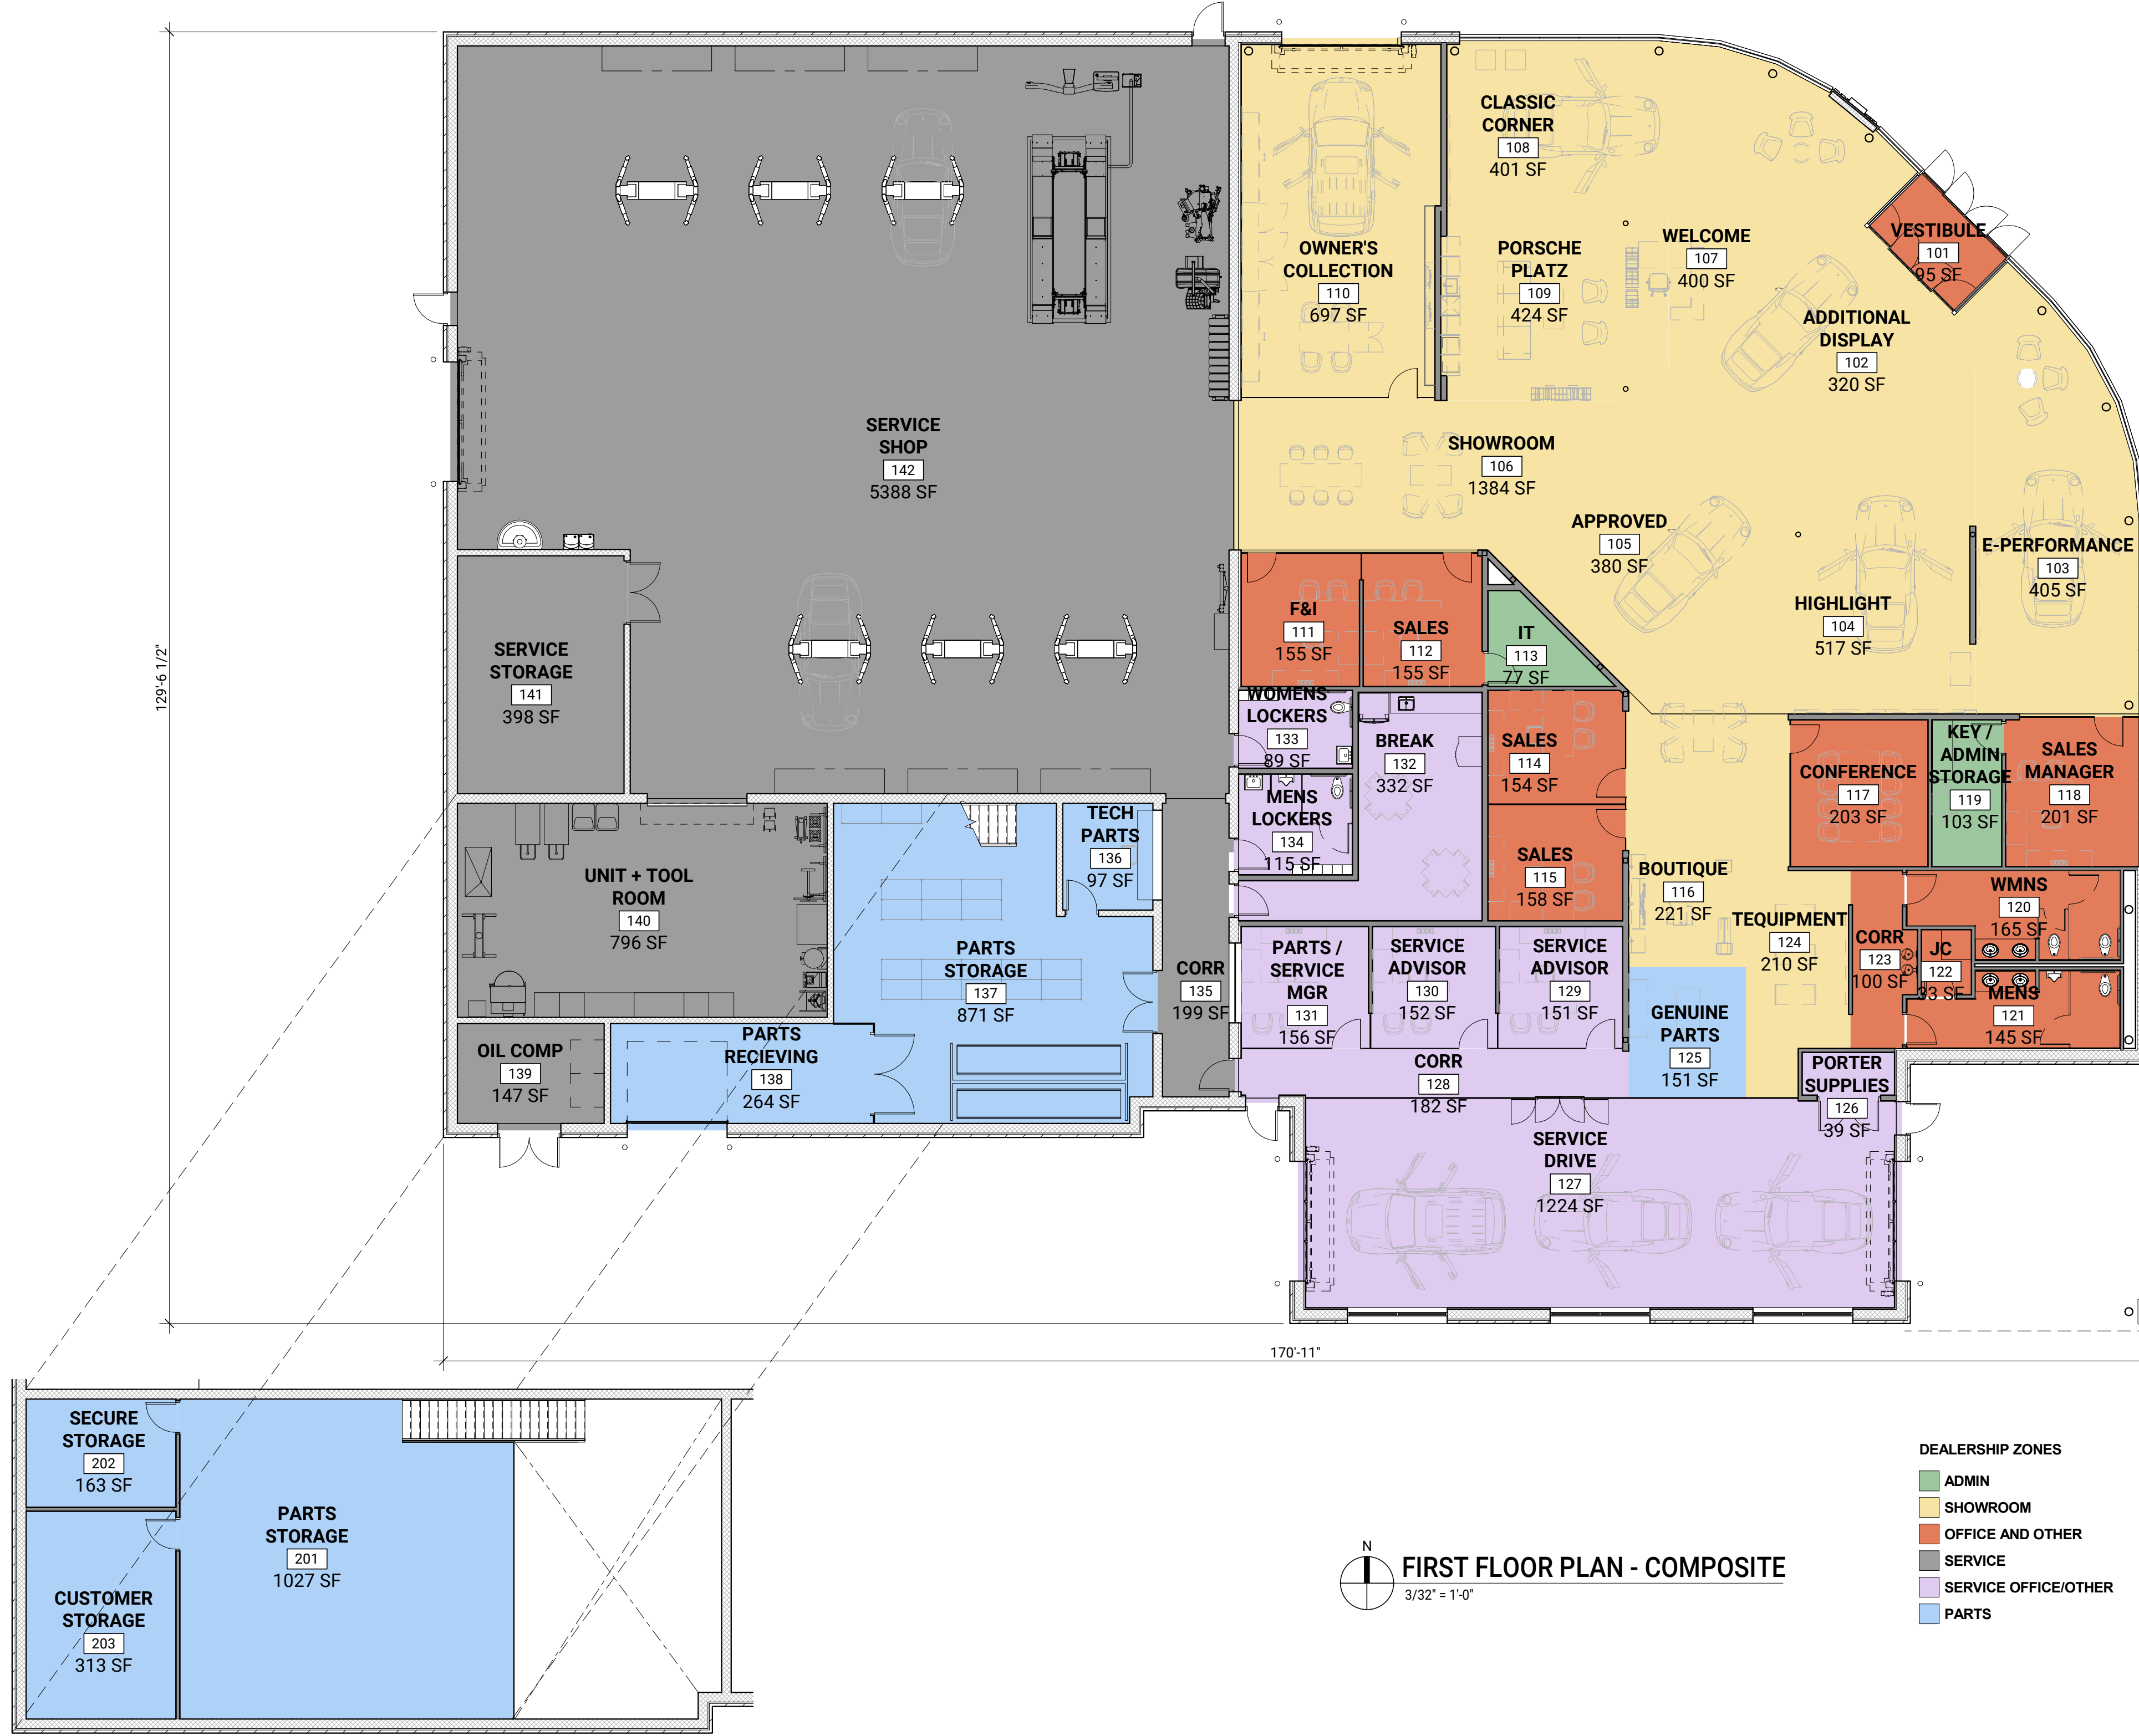 CLASSIC
CORNER
108
401 SF
OWNER'S
COLLECTION
110
697 SF
PORSCHE
PLATZ
109
424 SF
WELCOME
107
400 SF
VESTIBULE
101
95 SF
ADDITIONAL
DISPLAY
102
320 SF
SERVICE
SHOP
142
5388 SF
SHOWROOM
106
1384 SF
APPROVED
105
380 SF
E-PERFORMANCE
103
405 SF
HIGHLIGHT
104
517 SF
129'-6 1/2"
SERVICE
STORAGE
141
398 SF
F&I
111
155 SF
SALES
112
155 SF
IT
113
77 SF
WOMENS
LOCKERS
133
89 SF
BREAK
132
332 SF
SALES
114
154 SF
MENS
LOCKERS
134
115 SF
SALES
115
158 SF
CONFERENCE
117
203 SF
KEY /
ADMIN
STORAGE
119
103 SF
SALES
MANAGER
118
201 SF
BOUTIQUE
116
221 SF
TEQUIPMENT
124
210 SF
CORR
123
100 SF
WMNS
120
165 SF
JC
122
33 SF
MENS
121
145 SF
UNIT + TOOL
ROOM
140
796 SF
TECH
PARTS
136
97 SF
PARTS
STORAGE
137
871 SF
CORR
135
199 SF
PARTS /
SERVICE
MGR
131
156 SF
SERVICE
ADVISOR
130
152 SF
SERVICE
ADVISOR
129
151 SF
GENUINE
PARTS
125
151 SF
OIL COMP
139
147 SF
PARTS
RECIEVING
138
264 SF
CORR
128
182 SF
PORTER
SUPPLIES
126
39 SF
SERVICE
DRIVE
127
1224 SF
170'-11"
SECURE
STORAGE
202
163 SF
PARTS
STORAGE
201
1027 SF
CUSTOMER
STORAGE
203
313 SF
N
FIRST FLOOR PLAN - COMPOSITE
3/32" = 1'-0"
DEALERSHIP ZONES
ADMIN
SHOWROOM
OFFICE AND OTHER
SERVICE
SERVICE OFFICE/OTHER
PARTS